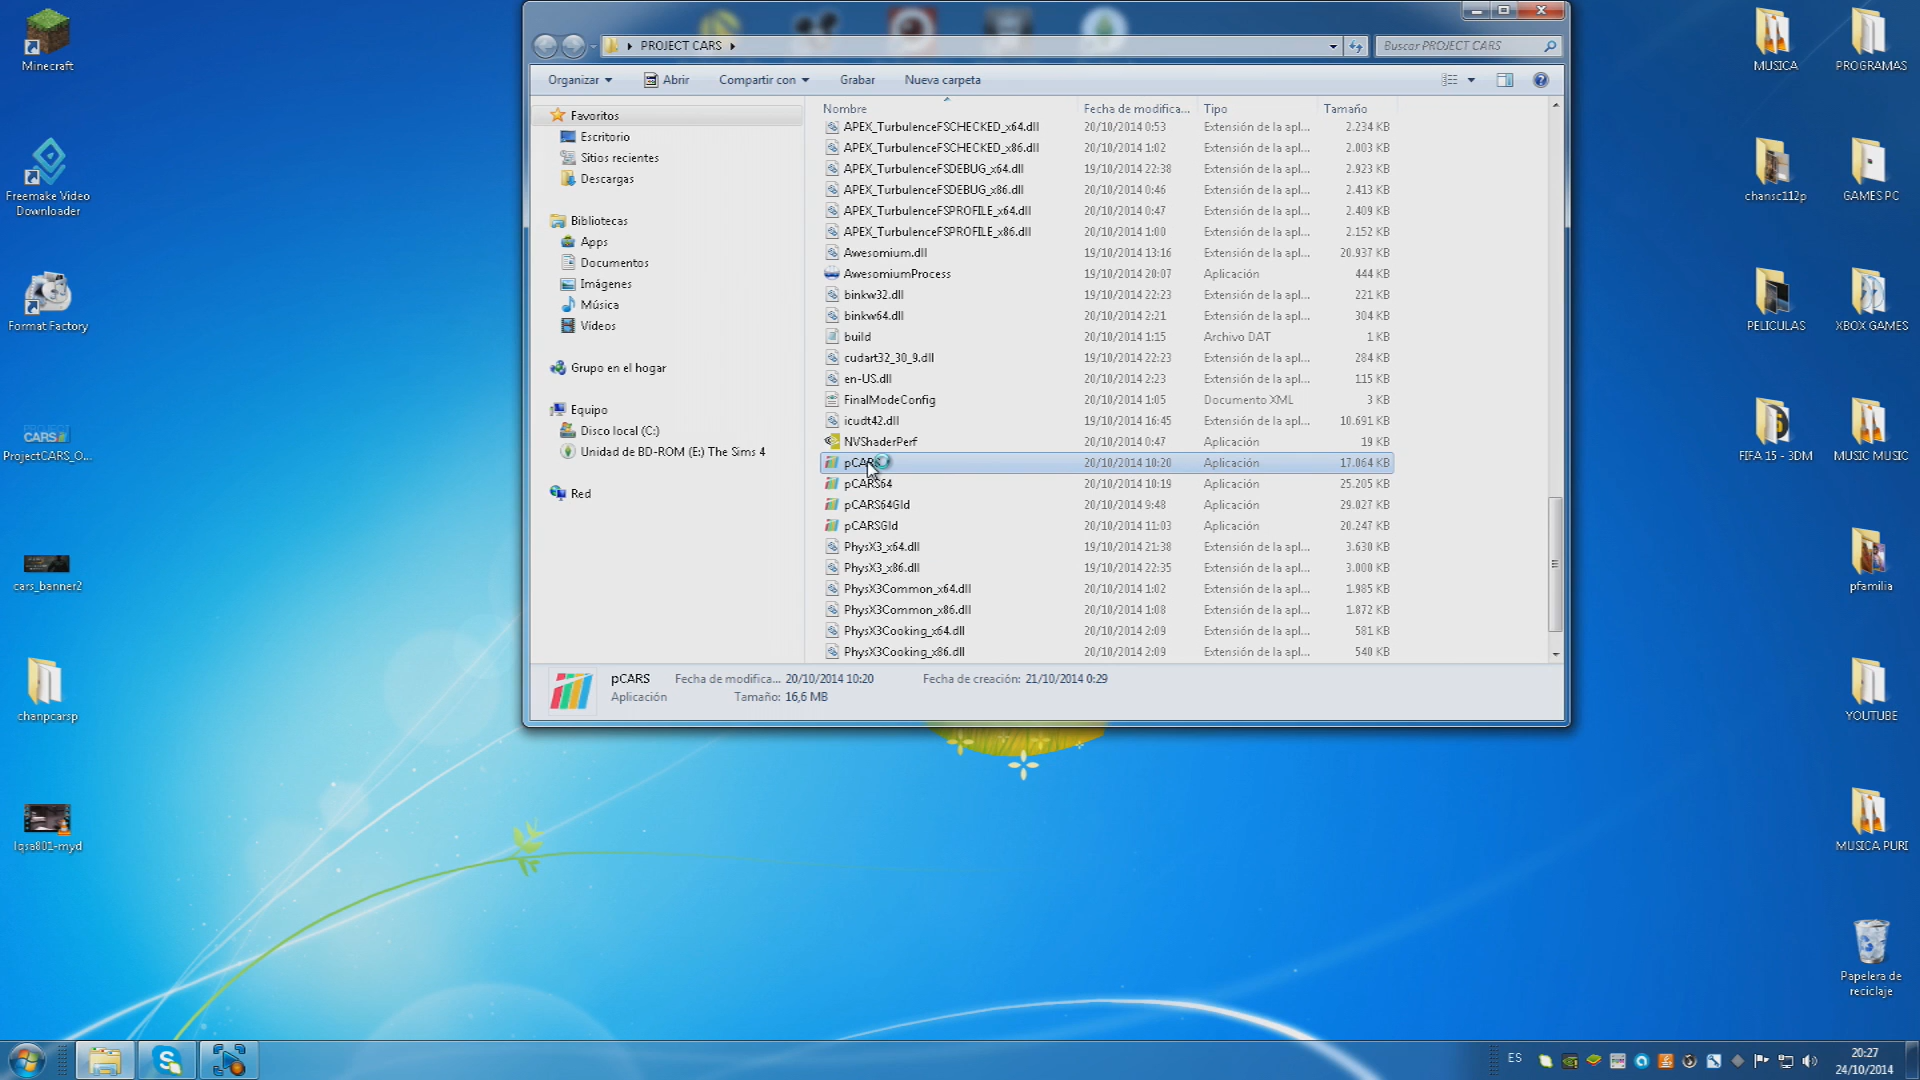 Minecraft
Freemake Video
Downloader
Format Factory
PROJECT
CARS
ProjectCARS_O...
cars_banner2
chanpcarsp
lqsa801-myd
PROJECT CARS
Buscar PROJECT CARS
Organizar
Abrir
Compartir con
Grabar
Nueva carpeta
Favoritos
Escritorio
Sitios recientes
Descargas
Bibliotecas
Apps
Documentos
Imágenes
Música
Vídeos
Grupo en el hogar
Equipo
Disco local (C:)
Unidad de BD-ROM (E:) The Sims 4
Red
Nombre Fecha de modifica... Tipo Tamaño
APEX_TurbulenceFSCHECKED_x64.dll 20/10/2014 0:53 Extensión de la apl... 2.234 KB
APEX_TurbulenceFSCHECKED_x86.dll 20/10/2014 1:02 Extensión de la apl... 2.003 KB
APEX_TurbulenceFSDEBUG_x64.dll 19/10/2014 22:38 Extensión de la apl... 2.923 KB
APEX_TurbulenceFSDEBUG_x86.dll 20/10/2014 0:46 Extensión de la apl... 2.413 KB
APEX_TurbulenceFSPROFILE_x64.dll 20/10/2014 0:47 Extensión de la apl... 2.409 KB
APEX_TurbulenceFSPROFILE_x86.dll 20/10/2014 1:00 Extensión de la apl... 2.152 KB
Awesomium.dll 19/10/2014 13:16 Extensión de la apl... 20.937 KB
AwesomiumProcess 19/10/2014 20:07 Aplicación 444 KB
binkw32.dll 19/10/2014 22:23 Extensión de la apl... 221 KB
binkw64.dll 20/10/2014 2:21 Extensión de la apl... 304 KB
build 20/10/2014 1:15 Archivo DAT 1 KB
cudart32_30_9.dll 19/10/2014 22:23 Extensión de la apl... 284 KB
en-US.dll 20/10/2014 2:23 Extensión de la apl... 115 KB
FinalModeConfig 20/10/2014 1:05 Documento XML 3 KB
icudt42.dll 19/10/2014 16:45 Extensión de la apl... 10.691 KB
NVShaderPerf 20/10/2014 0:47 Aplicación 19 KB
pCARS 20/10/2014 10:20 Aplicación 17.064 KB
pCARS64 20/10/2014 10:19 Aplicación 25.205 KB
pCARS64Gld 20/10/2014 9:48 Aplicación 29.027 KB
pCARSGld 20/10/2014 11:03 Aplicación 20.247 KB
PhysX3_x64.dll 19/10/2014 21:38 Extensión de la apl... 3.630 KB
PhysX3_x86.dll 19/10/2014 22:35 Extensión de la apl... 3.000 KB
PhysX3Common_x64.dll 20/10/2014 1:02 Extensión de la apl... 1.985 KB
PhysX3Common_x86.dll 20/10/2014 1:08 Extensión de la apl... 1.872 KB
PhysX3Cooking_x64.dll 20/10/2014 2:09 Extensión de la apl... 581 KB
PhysX3Cooking_x86.dll 20/10/2014 2:09 Extensión de la apl... 540 KB
pCARS Fecha de modifica... 20/10/2014 10:20 Fecha de creación: 21/10/2014 0:29
Aplicación Tamaño: 16,6 MB
MUSICA
PROGRAMAS
chansc112p
GAMES PC
PELICULAS
XBOX GAMES
FIFA 15 - 3DM
MUSIC MUSIC
pfamilia
YOUTUBE
MUSICA PURI
Papelera de
reciclaje
ES
20:27
24/10/2014